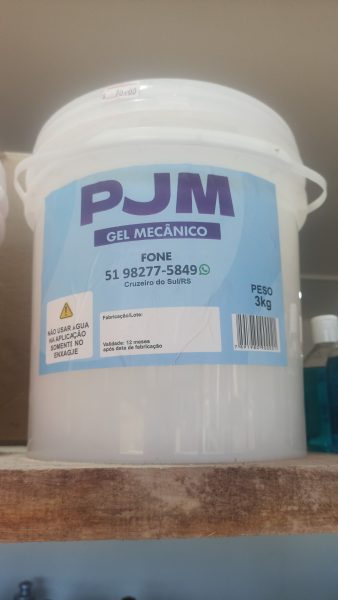 PJM
GEL MECÂNICO
FONE
51 98277-5849
Cruzeiro do Sul/RS
PESO
3kg
NÃO USAR ÁGUA
NA APLICAÇÃO
SOMENTE NO
ENXAGJE
Fabricação/Lote:
Validade: 12 meses
após data de fabricação